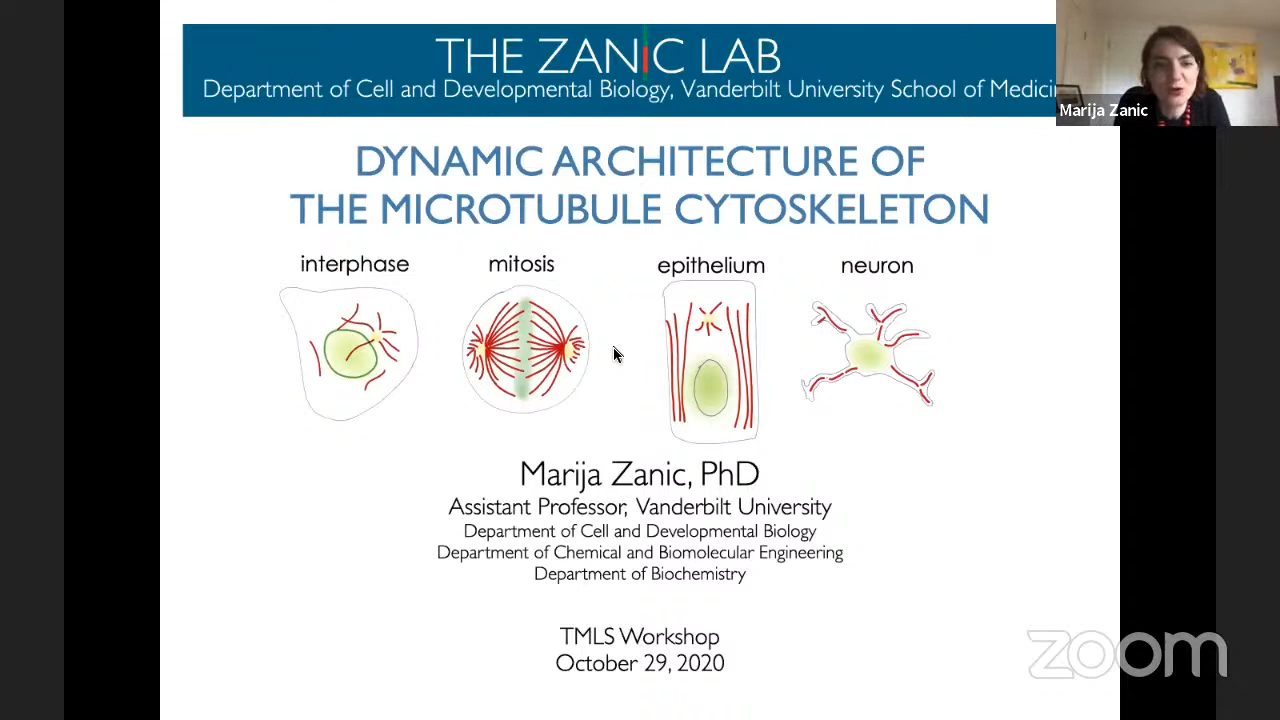 THE ZANIC LAB
Department of Cell and Developmental Biology, Vanderbilt University School of Medicin
Marija Zanic
DYNAMIC ARCHITECTURE OF
THE MICROTUBULE CYTOSKELETON
interphase mitosis epithelium neuron
Marija Zanic, PhD
Assistant Professor, Vanderbilt University
Department of Cell and Developmental Biology
Department of Chemical and Biomolecular Engineering
Department of Biochemistry
TMLS Workshop
October 29, 2020
zoom